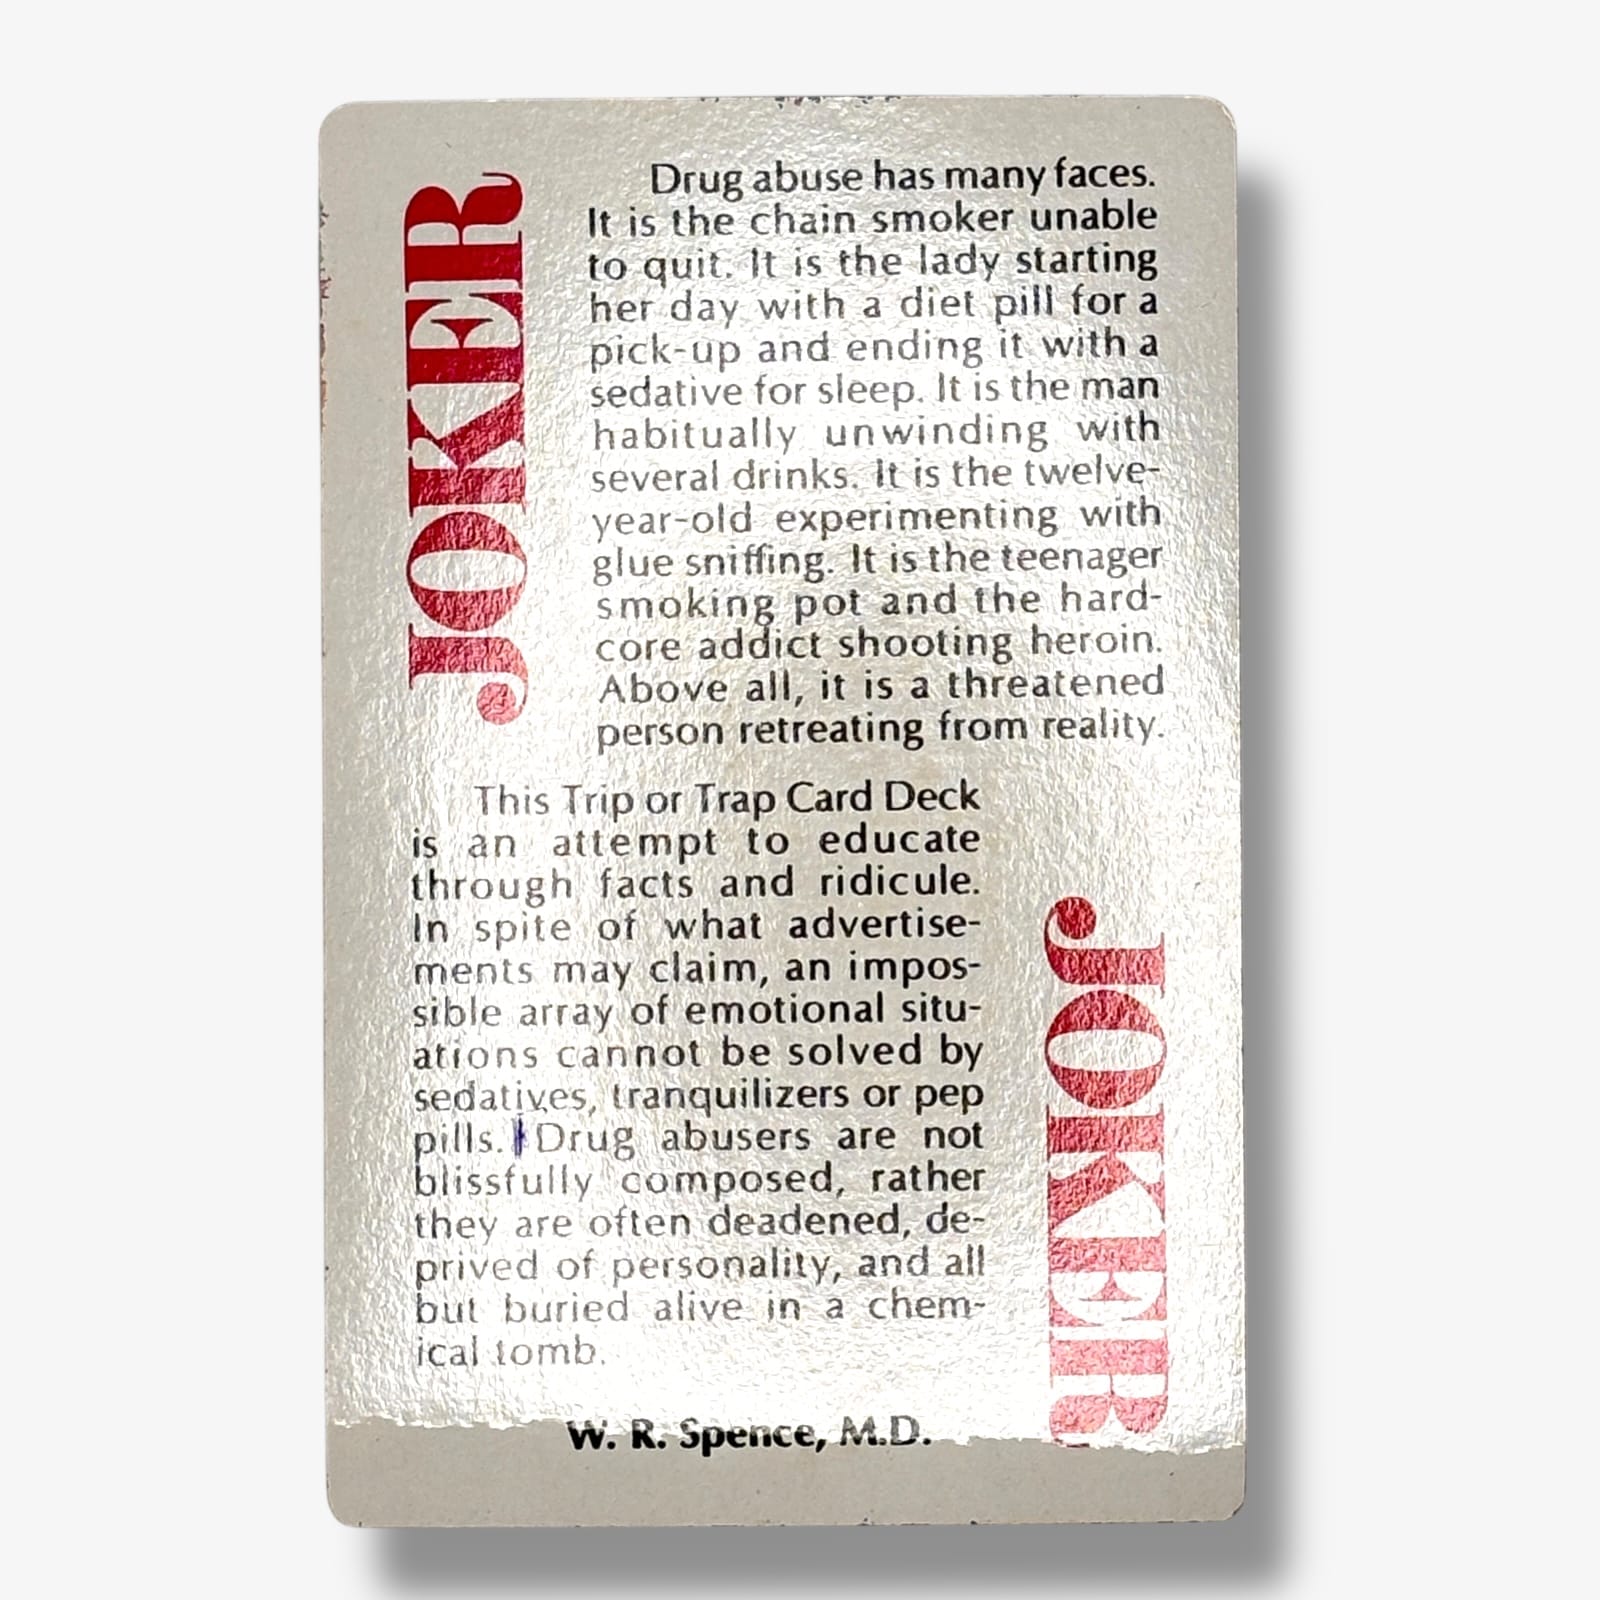 JOKER
Drug abuse has many faces.
It is the chain smoker unable
to quit. It is the lady starting
her day with a diet pill for a
pick-up and ending it with a
sedative for sleep. It is the man
habitually unwinding with
several drinks. It is the twelve-
year-old experimenting with
glue sniffing. It is the teenager
smoking pot and the hard-
core addict shooting heroin.
Above all, it is a threatened
person retreating from reality.
This Trip or Trap Card Deck
is an attempt to educate
through facts and ridicule.
In spite of what advertise-
ments may claim, an impos-
sible array of emotional situ-
ations cannot be solved by
sedatives, tranquilizers or pep
pills. Drug abusers are not
blissfully composed, rather
they are often deadened, de-
prived of personality, and all
but buried alive in a chem-
ical tomb.
JOKER
W. R. Spence, M.D.